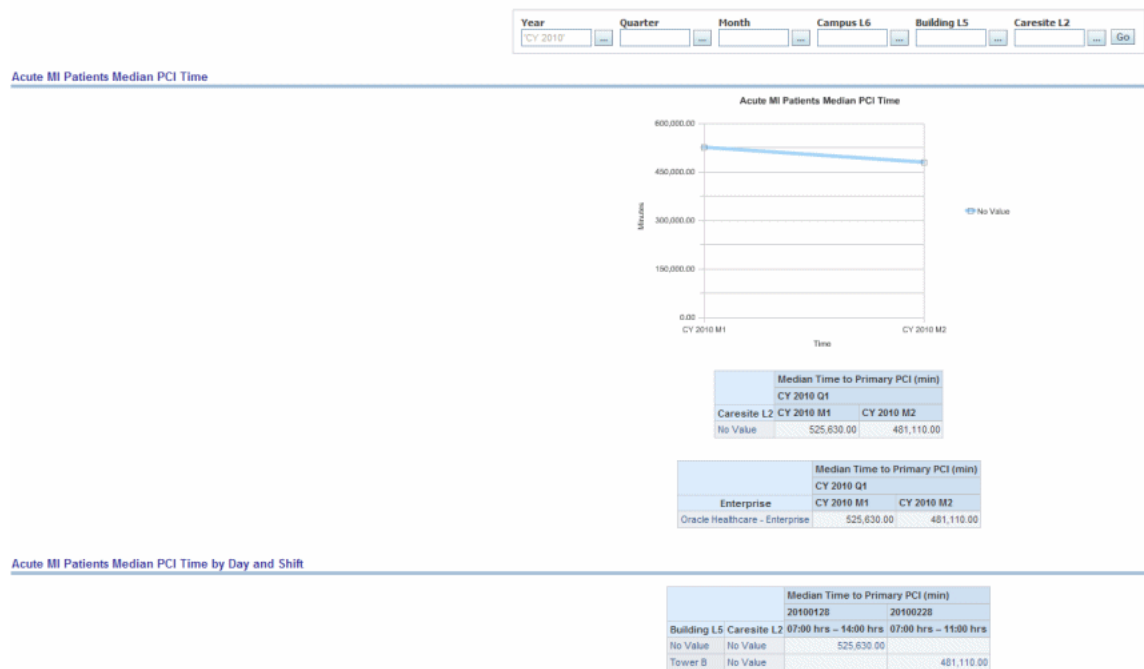 Year Quarter Month Campus L6 Building L5 Caresite L2
'CY 2010' ... ... ... ... ... ... Go
Acute MI Patients Median PCI Time
Acute MI Patients Median PCI Time
600,000.00
450,000.00
300,000.00
150,000.00
0.00
Minutes
No Value
CY 2010 M1 CY 2010 M2
Time
Median Time to Primary PCI (min)
CY 2010 Q1
Caresite L2 CY 2010 M1 CY 2010 M2
No Value 525,630.00 481,110.00
Median Time to Primary PCI (min)
CY 2010 Q1
Enterprise CY 2010 M1 CY 2010 M2
Oracle Healthcare - Enterprise 525,630.00 481,110.00
Acute MI Patients Median PCI Time by Day and Shift
Median Time to Primary PCI (min)
20100128 20100228
Building L5 Caresite L2 07:00 hrs – 14:00 hrs 07:00 hrs – 11:00 hrs
No Value No Value 525,630.00
Tower B No Value 481,110.00